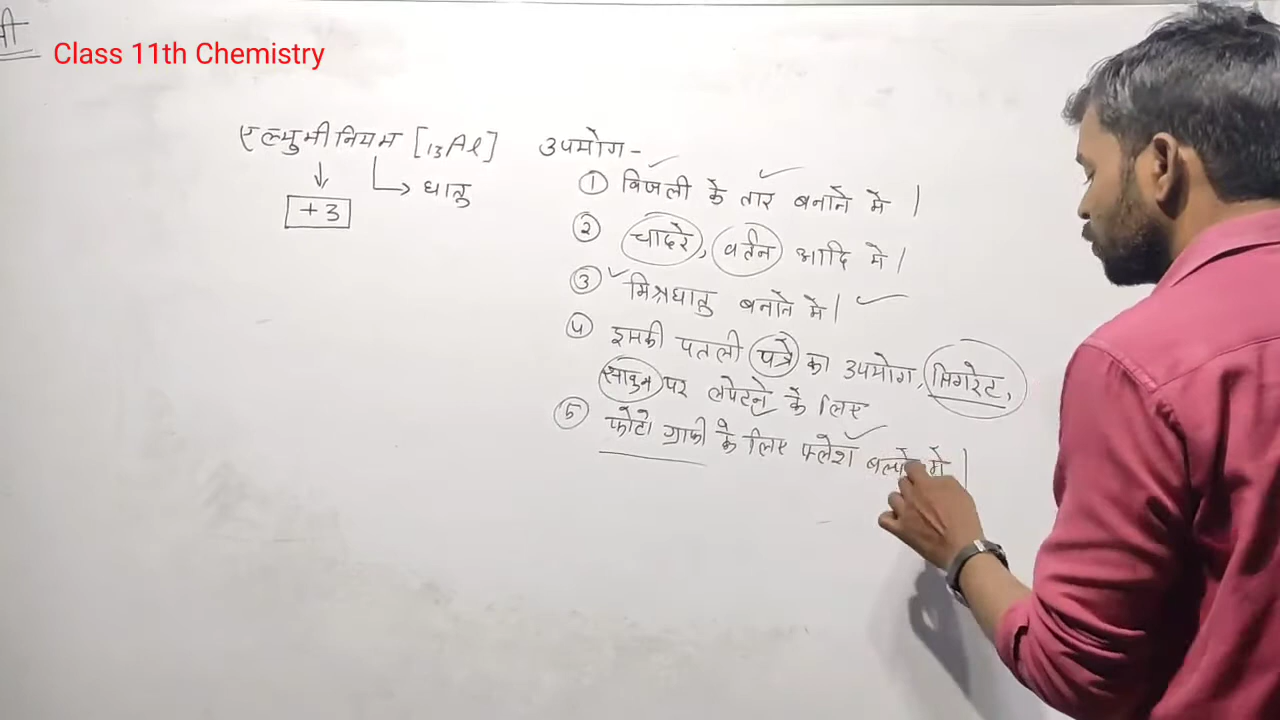 Class 11th Chemistry
एल्युमीनियम [₁₃Al]
→ धातु
+3
उपयोग -
① बिजली के तार बनाने में |
② चादरे, बर्तन आदि में |
③ मिश्रधातु बनाने में |
④ इसकी पतली पत्रे का उपयोग, सिगरेट,
साबुन पर लपेटने के लिए
⑤ फोटो ग्राफी के लिए फ्लेश बल्बों में |